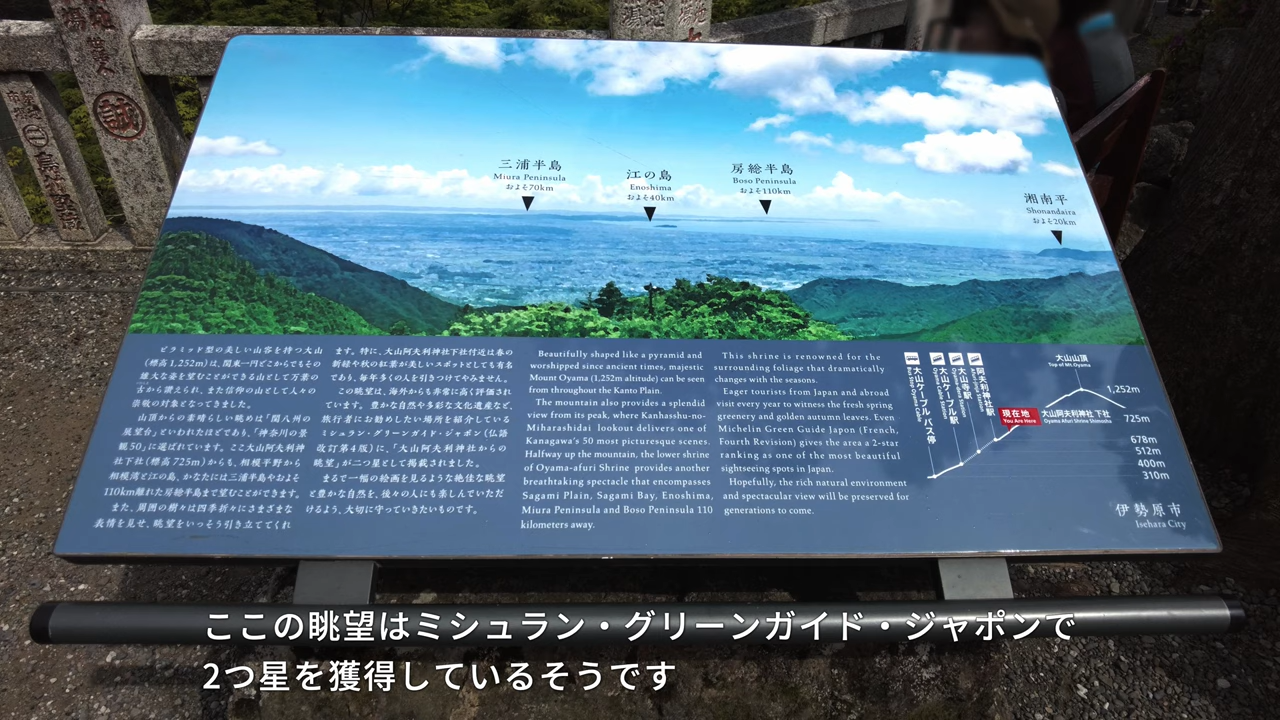 誠
三浦半島
Miura Peninsula
およそ70km
江の島
Enoshima
およそ40km
房総半島
Boso Peninsula
およそ110km
湘南平
Shonandaira
およそ20km
ピラミッド型の美しい山容を持つ大山
(標高1,252m)は、関東一円どこからでもその
雄大な姿を望むことができる山として万葉の
古から讃えられ、また信仰の山として人々の
崇敬の対象となってきました。
山頂からの素晴らしい眺めは「関八州の
展望台」といわれたほどであり、「神奈川の景
観50」に選ばれています。ここ大山阿夫利神
社下社(標高725m)からも、相模平野から
相模湾と江の島、かなたには三浦半島やおよそ
110km離れた房総半島まで望むことができます。
また、周囲の樹々は四季折々にさまざまな
表情を見せ、眺望をいっそう引き立ててくれ
ます。特に、大山阿夫利神社下社付近は春の
新緑や秋の紅葉が美しいスポットとしても有名
であり、毎年多くの人を引きつけてやみません。
この眺望は、海外からも非常に高く評価され
ています。豊かな自然や多彩な文化遺産など、
旅行者にお勧めしたい場所を紹介している
ミシュラン・グリーンガイド・ジャポン(仏語
改訂第4版)に、「大山阿夫利神社からの
眺望」が二つ星として掲載されました。
まるで一幅の絵画を見るような絶佳な眺望
と豊かな自然を、後々の人にも楽しんでいただ
けるよう、大切に守っていきたいものです。
Beautifully shaped like a pyramid and
worshipped since ancient times, majestic
Mount Oyama (1,252m altitude) can be seen
from throughout the Kanto Plain.
The mountain also provides a splendid
view from its peak, where Kanhasshu-no-
Miharashidai lookout delivers one of
Kanagawa's 50 most picturesque scenes.
Halfway up the mountain, the lower shrine
of Oyama-afuri Shrine provides another
breathtaking spectacle that encompasses
Sagami Plain, Sagami Bay, Enoshima,
Miura Peninsula and Boso Peninsula 110
kilometers away.
This shrine is renowned for the
surrounding foliage that dramatically
changes with the seasons.
Eager tourists from Japan and abroad
visit every year to witness the fresh spring
greenery and golden autumn leaves. Even
Michelin Green Guide Japon (French,
Fourth Revision) gives the area a 2-star
ranking as one of the most beautiful
sightseeing spots in Japan.
Hopefully, the rich natural environment
and spectacular view will be preserved for
generations to come.
大山ケーブルバス停
大山ケーブル駅
大山寺駅
阿夫利神社駅
現在地
You Are Here
大山阿夫利神社 下社
Oyama Afuri Shrine Shimosha
大山山頂
Top of Mt.Oyama
1,252m
725m
678m
512m
400m
310m
伊勢原市
Isehara City
ここの眺望はミシュラン・グリーンガイド・ジャポンで
2つ星を獲得しているそうです